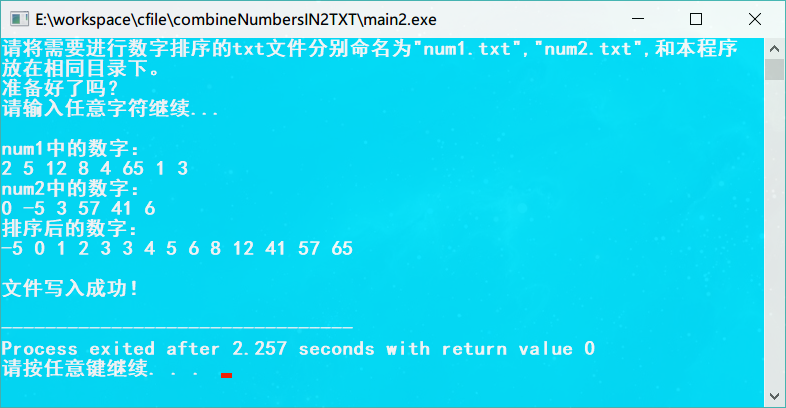 E:\workspace\cfile\combineNumbersIN2TXT\main2.exe
请将需要进行数字排序的txt文件分别命名为"num1.txt","num2.txt",和本程序
放在相同目录下。
准备好了吗？
请输入任意字符继续...
num1中的数字：
2 5 12 8 4 65 1 3
num2中的数字：
0 -5 3 57 41 6
排序后的数字：
-5 0 1 2 3 3 4 5 6 8 12 41 57 65
文件写入成功！
--------------------------------
Process exited after 2.257 seconds with return value 0
请按任意键继续. . .